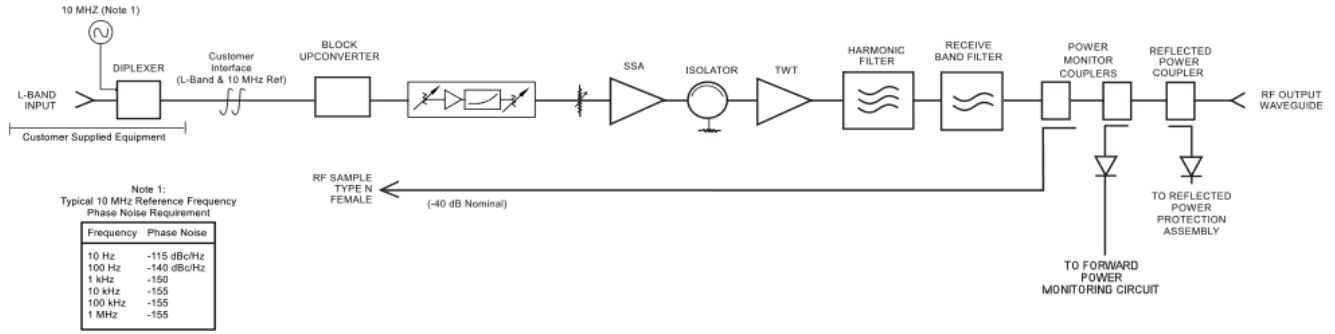 10 MHZ (Note 1)
DIPLEXER
L-BAND
INPUT
Customer Supplied Equipment
Customer
Interface
(L-Band & 10 MHz Ref)
BLOCK
UPCONVERTER
SSA
ISOLATOR
TWT
HARMONIC
FILTER
RECEIVE
BAND FILTER
POWER
MONITOR
COUPLERS
REFLECTED
POWER
COUPLER
RF OUTPUT
WAVEGUIDE
RF SAMPLE
TYPE N
FEMALE
(-40 dB Nominal)
TO REFLECTED
POWER
PROTECTION
ASSEMBLY
TO FORWARD
POWER
MONITORING CIRCUIT
Note 1:
Typical 10 MHz Reference Frequency
Phase Noise Requirement
Frequency Phase Noise
10 Hz -115 dBc/Hz
100 Hz -140 dBc/Hz
1 kHz -150
10 kHz -155
100 kHz -155
1 MHz -155